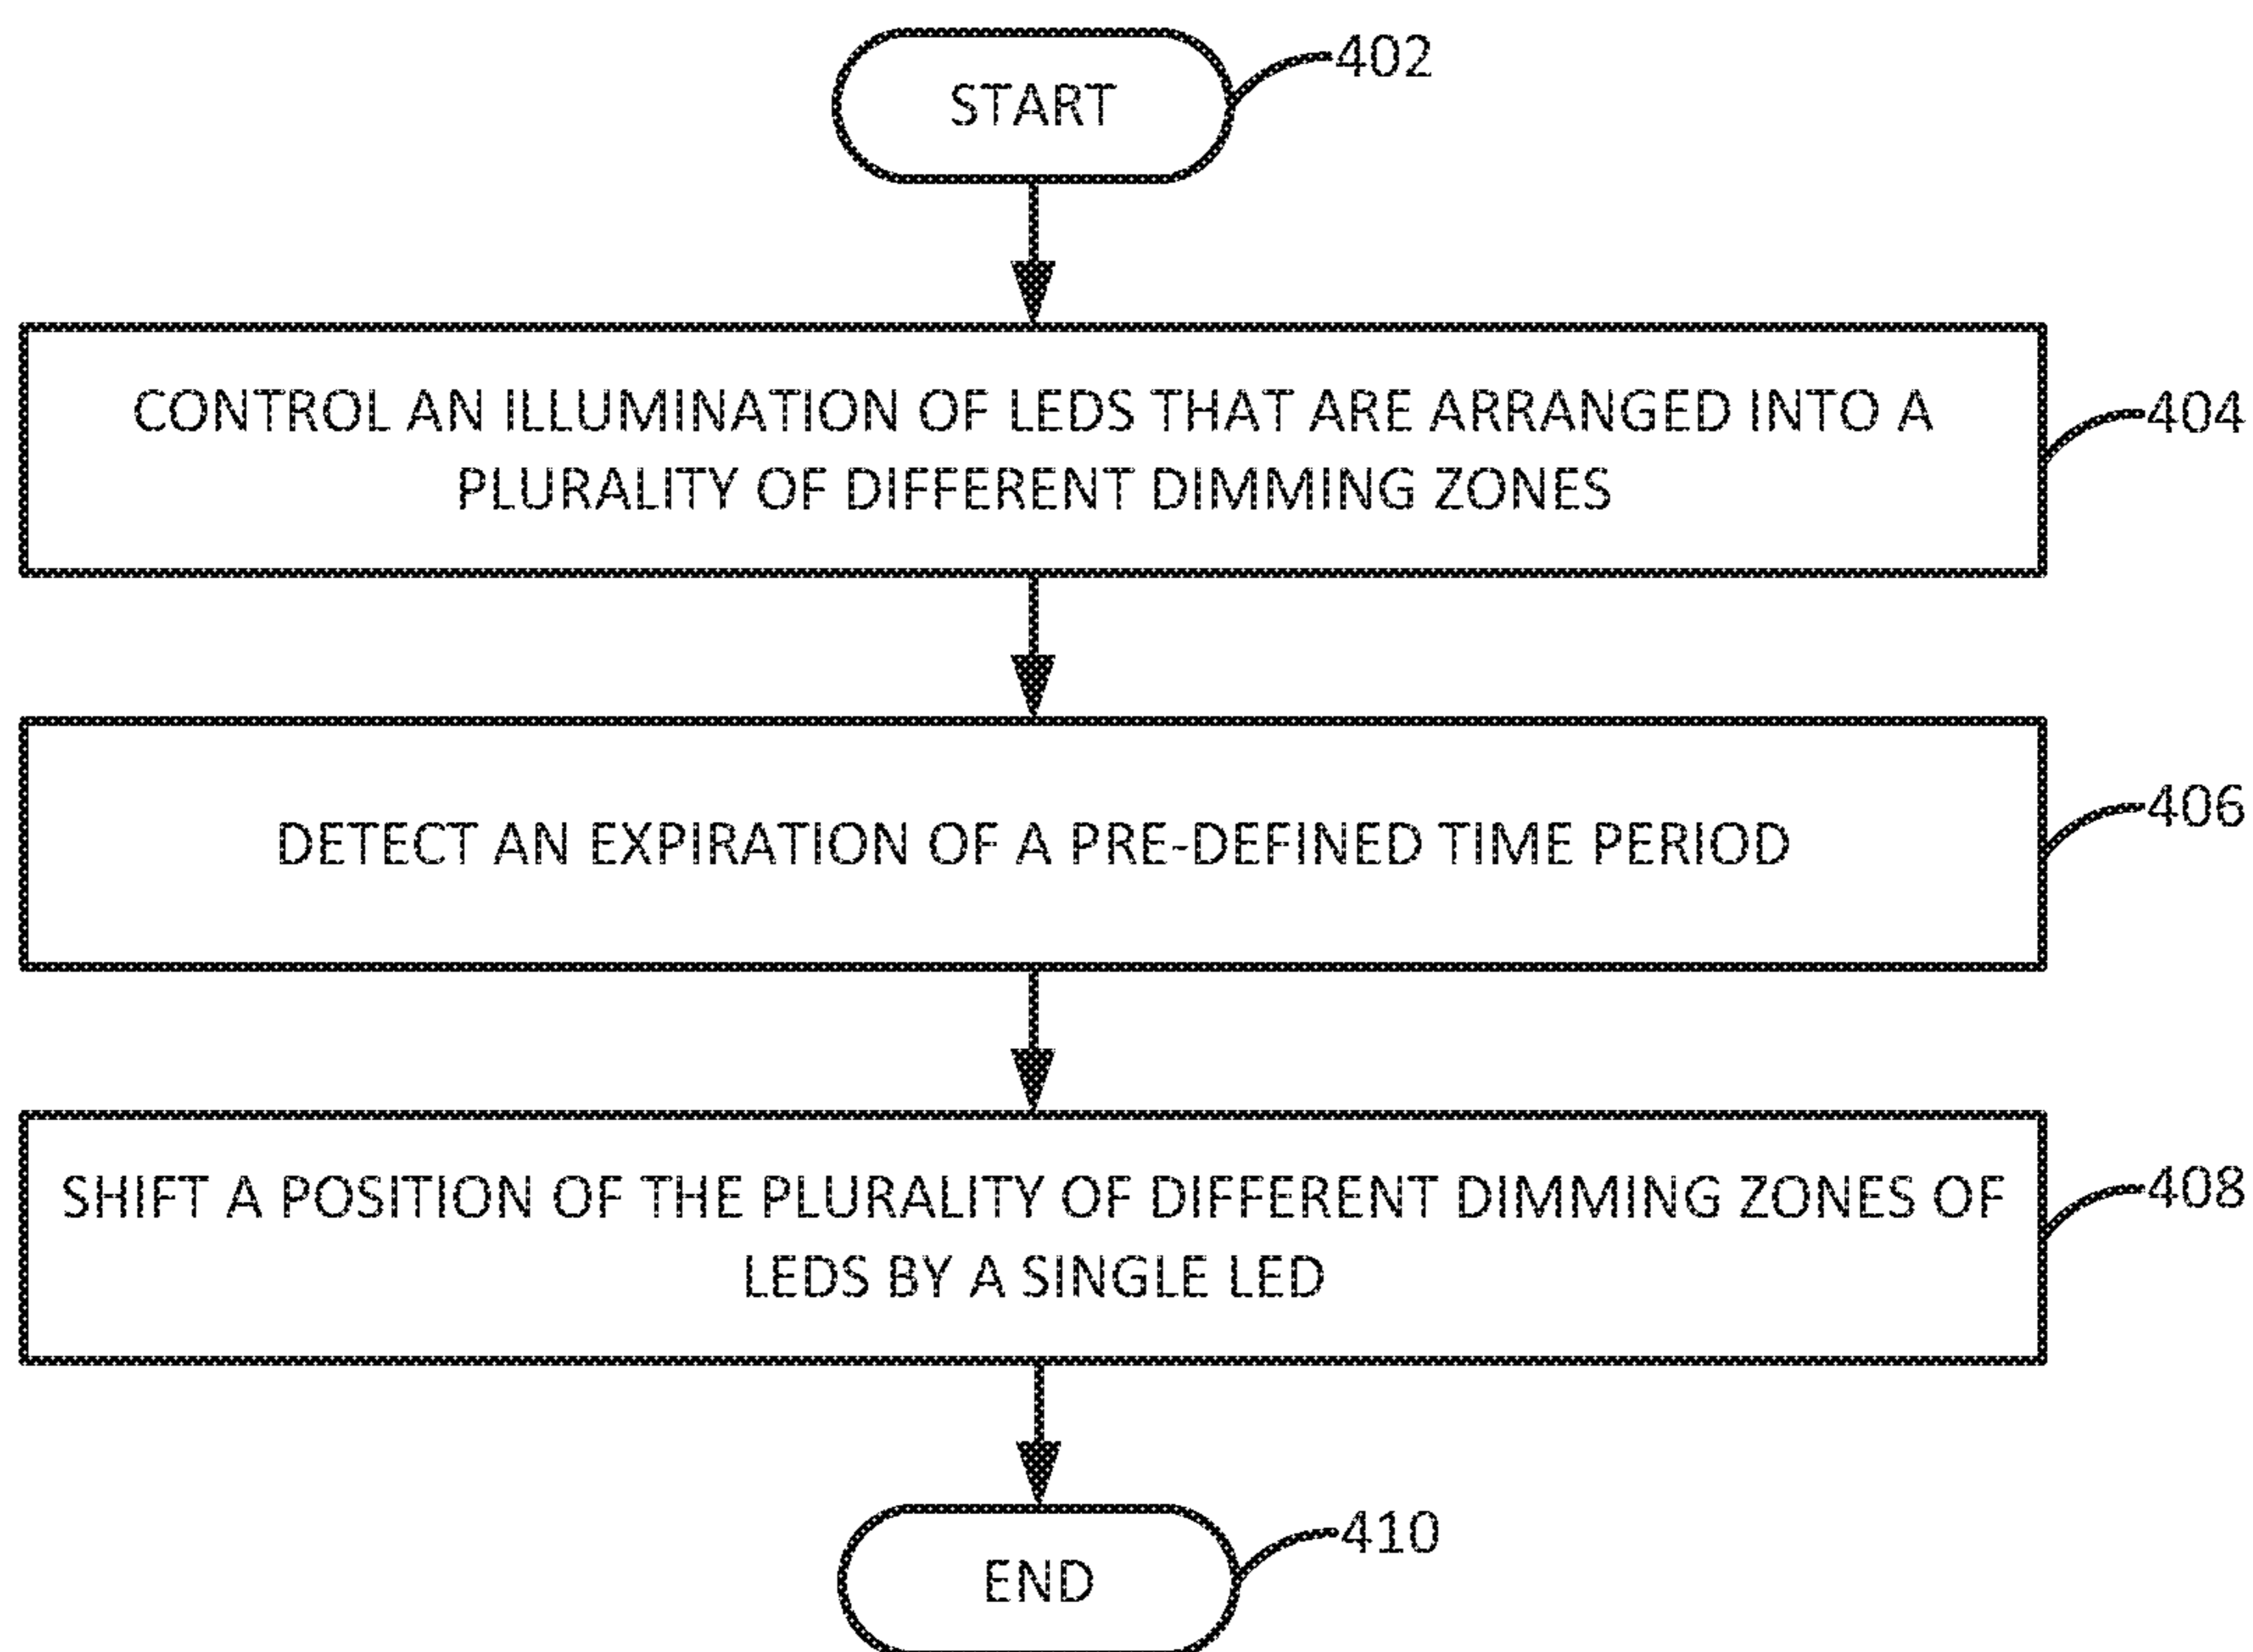 START
402
CONTROL AN ILLUMINATION OF LEDS THAT ARE ARRANGED INTO A
PLURALITY OF DIFFERENT DIMMING ZONES
404
DETECT AN EXPIRATION OF A PRE-DEFINED TIME PERIOD
406
SHIFT A POSITION OF THE PLURALITY OF DIFFERENT DIMMING ZONES OF
LEDS BY A SINGLE LED
408
END
410